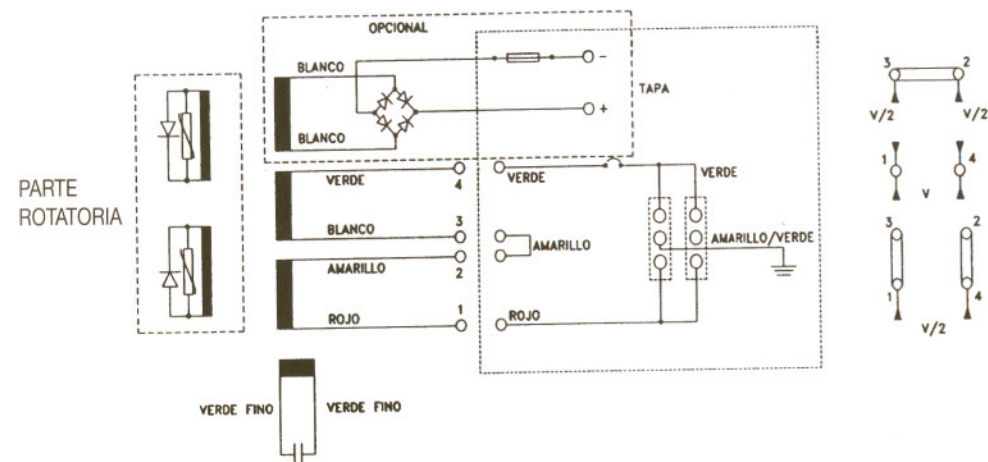 OPCIONAL
BLANCO
−
TAPA
+
BLANCO
PARTE
ROTATORIA
VERDE
4
VERDE
VERDE
BLANCO
3
AMARILLO
AMARILLO/VERDE
AMARILLO
2
ROJO
1
ROJO
VERDE FINO
VERDE FINO
3
2
V/2
V/2
1
4
V
3
2
1
4
V/2